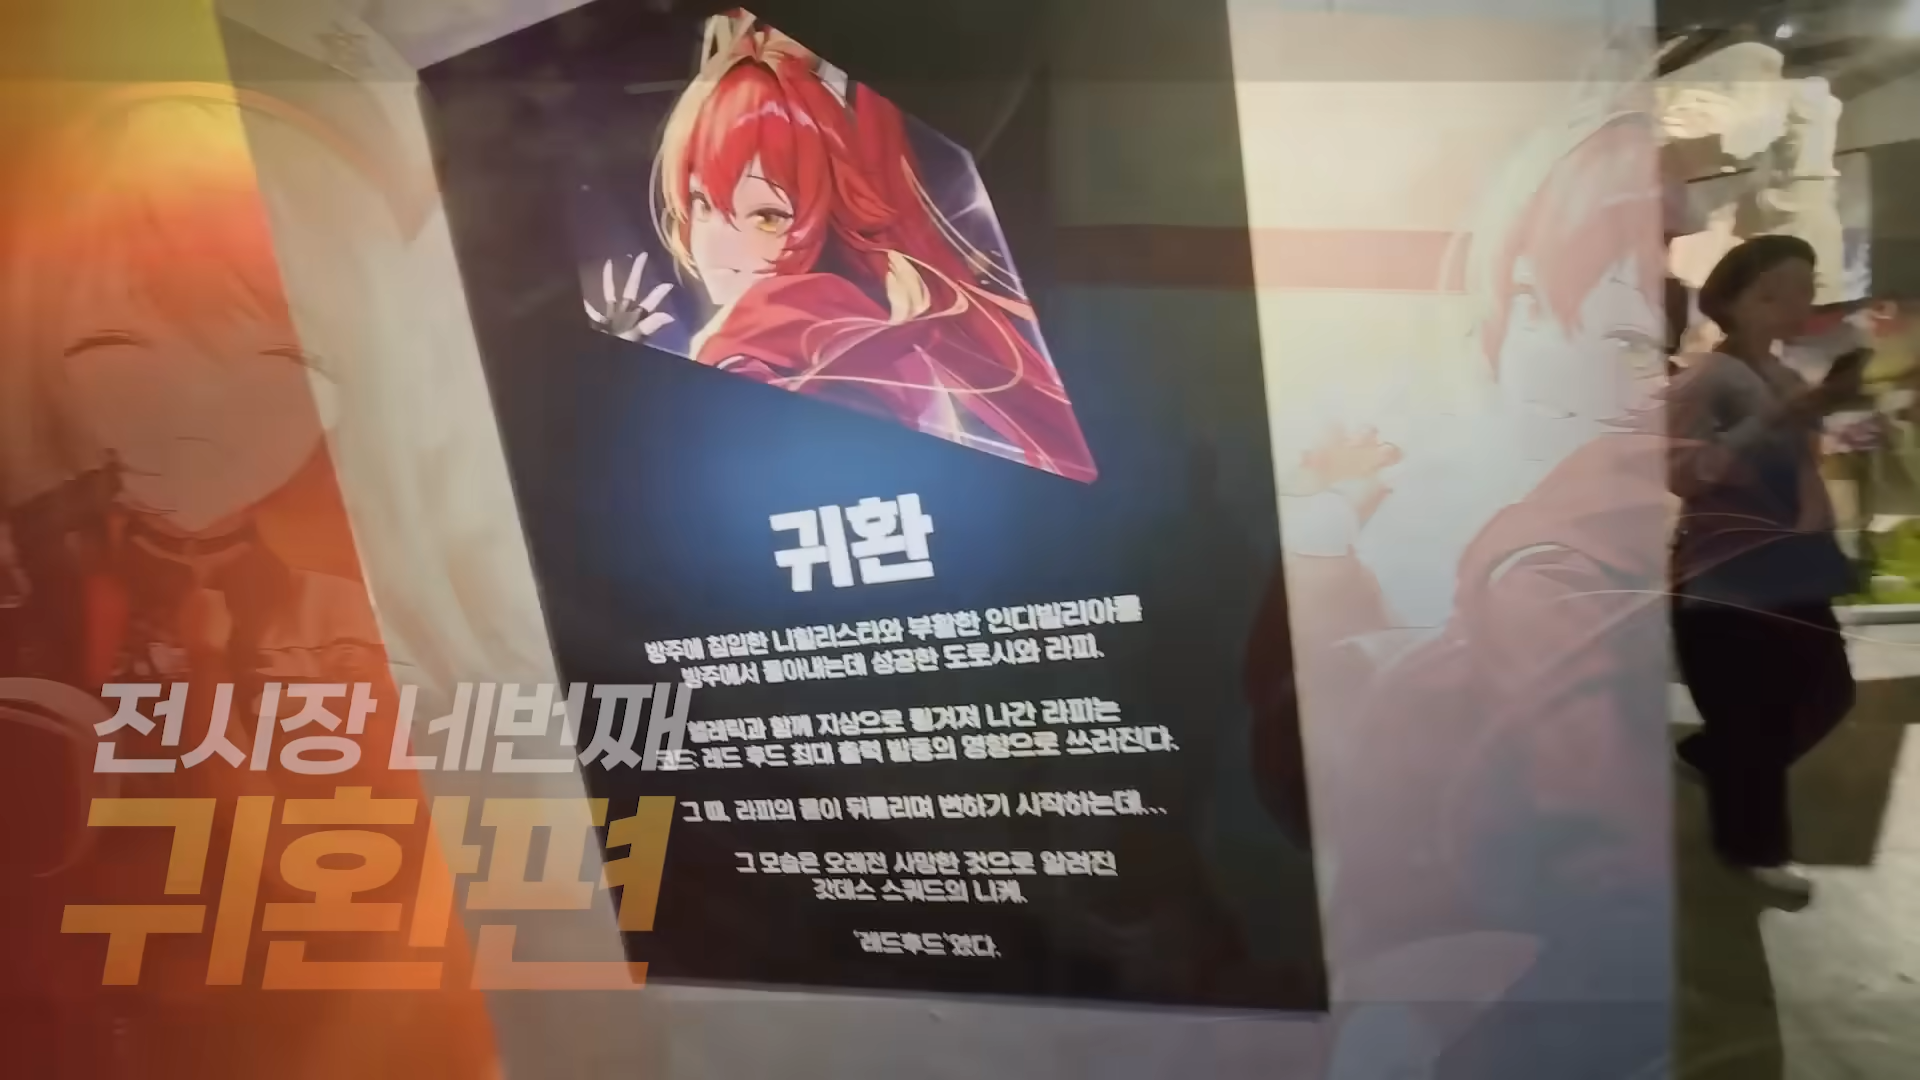 귀환
방주에 침입한 니힐리스타와 부활한 인디빌리아를
방주에서 몰아내는데 성공한 도로시와 라피.
벨레틱과 함께 지상으로 튕겨져 나간 라피는
코드: 레드 후드 최대 출력 발동의 영향으로 쓰러진다.
그 때, 라피의 몸이 뒤틀리며 변하기 시작하는데...
그 모습은 오래전 사망한 것으로 알려진
갓데스 스쿼드의 니케.
'레드후드'였다.
전시장 네번째
귀환편